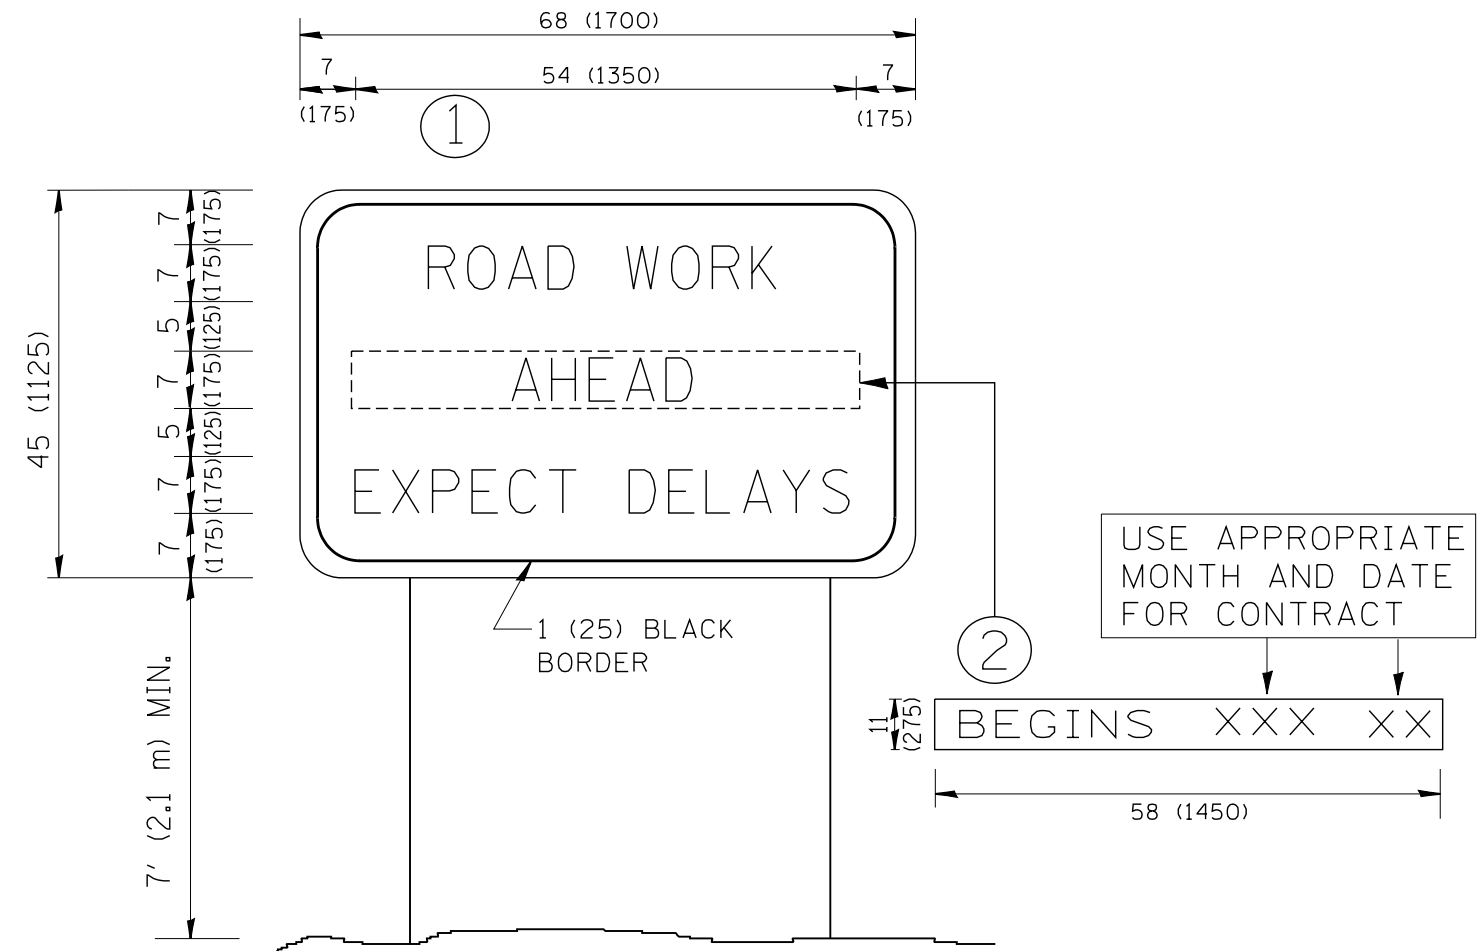 68 (1700)
7
54 (1350)
7
(175)
(175)
1
45 (1125)
7
(175)
7
(175)
5
(125)
7
(175)
5
(125)
7
(175)
7
(175)
ROAD WORK
AHEAD
EXPECT DELAYS
1 (25) BLACK
BORDER
7' (2.1 m) MIN.
USE APPROPRIATE
MONTH AND DATE
FOR CONTRACT
2
11
(275)
BEGINS XXX XX
58 (1450)